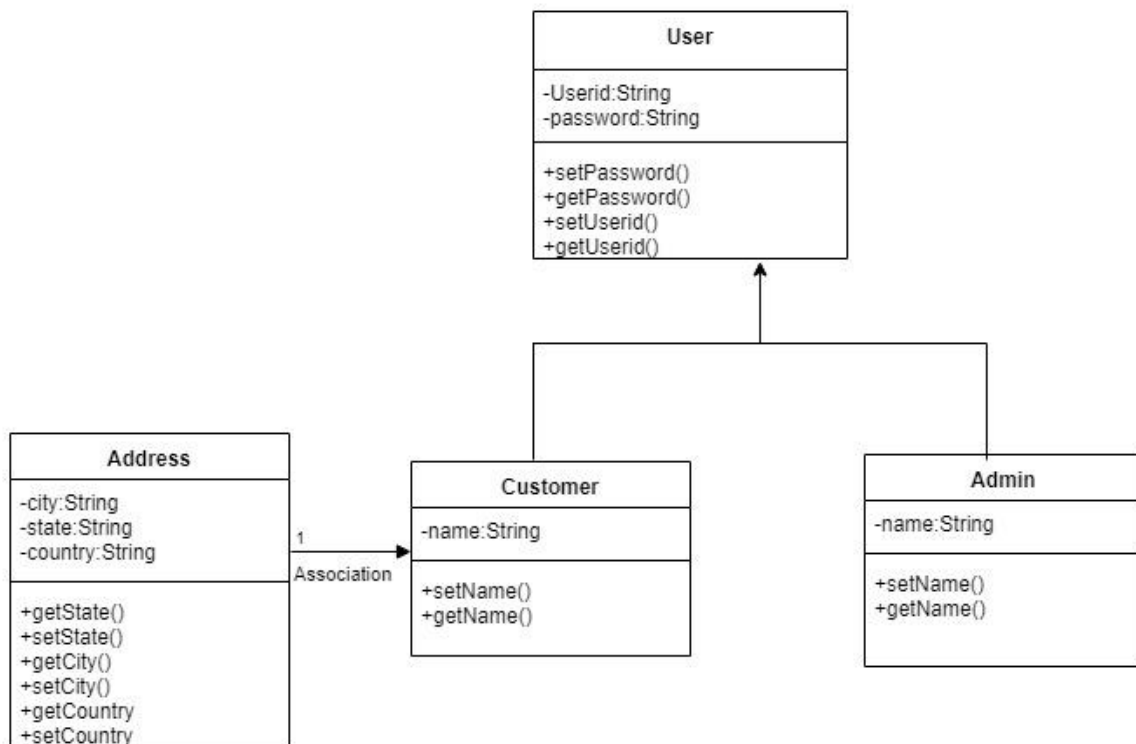 User
-Userid:String
-password:String
+setPassword()
+getPassword()
+setUserid()
+getUserid()
Address
-city:String
-state:String
-country:String
+getState()
+setState()
+getCity()
+setCity()
+getCountry
+setCountry
1
Association
Customer
-name:String
+setName()
+getName()
Admin
-name:String
+setName()
+getName()